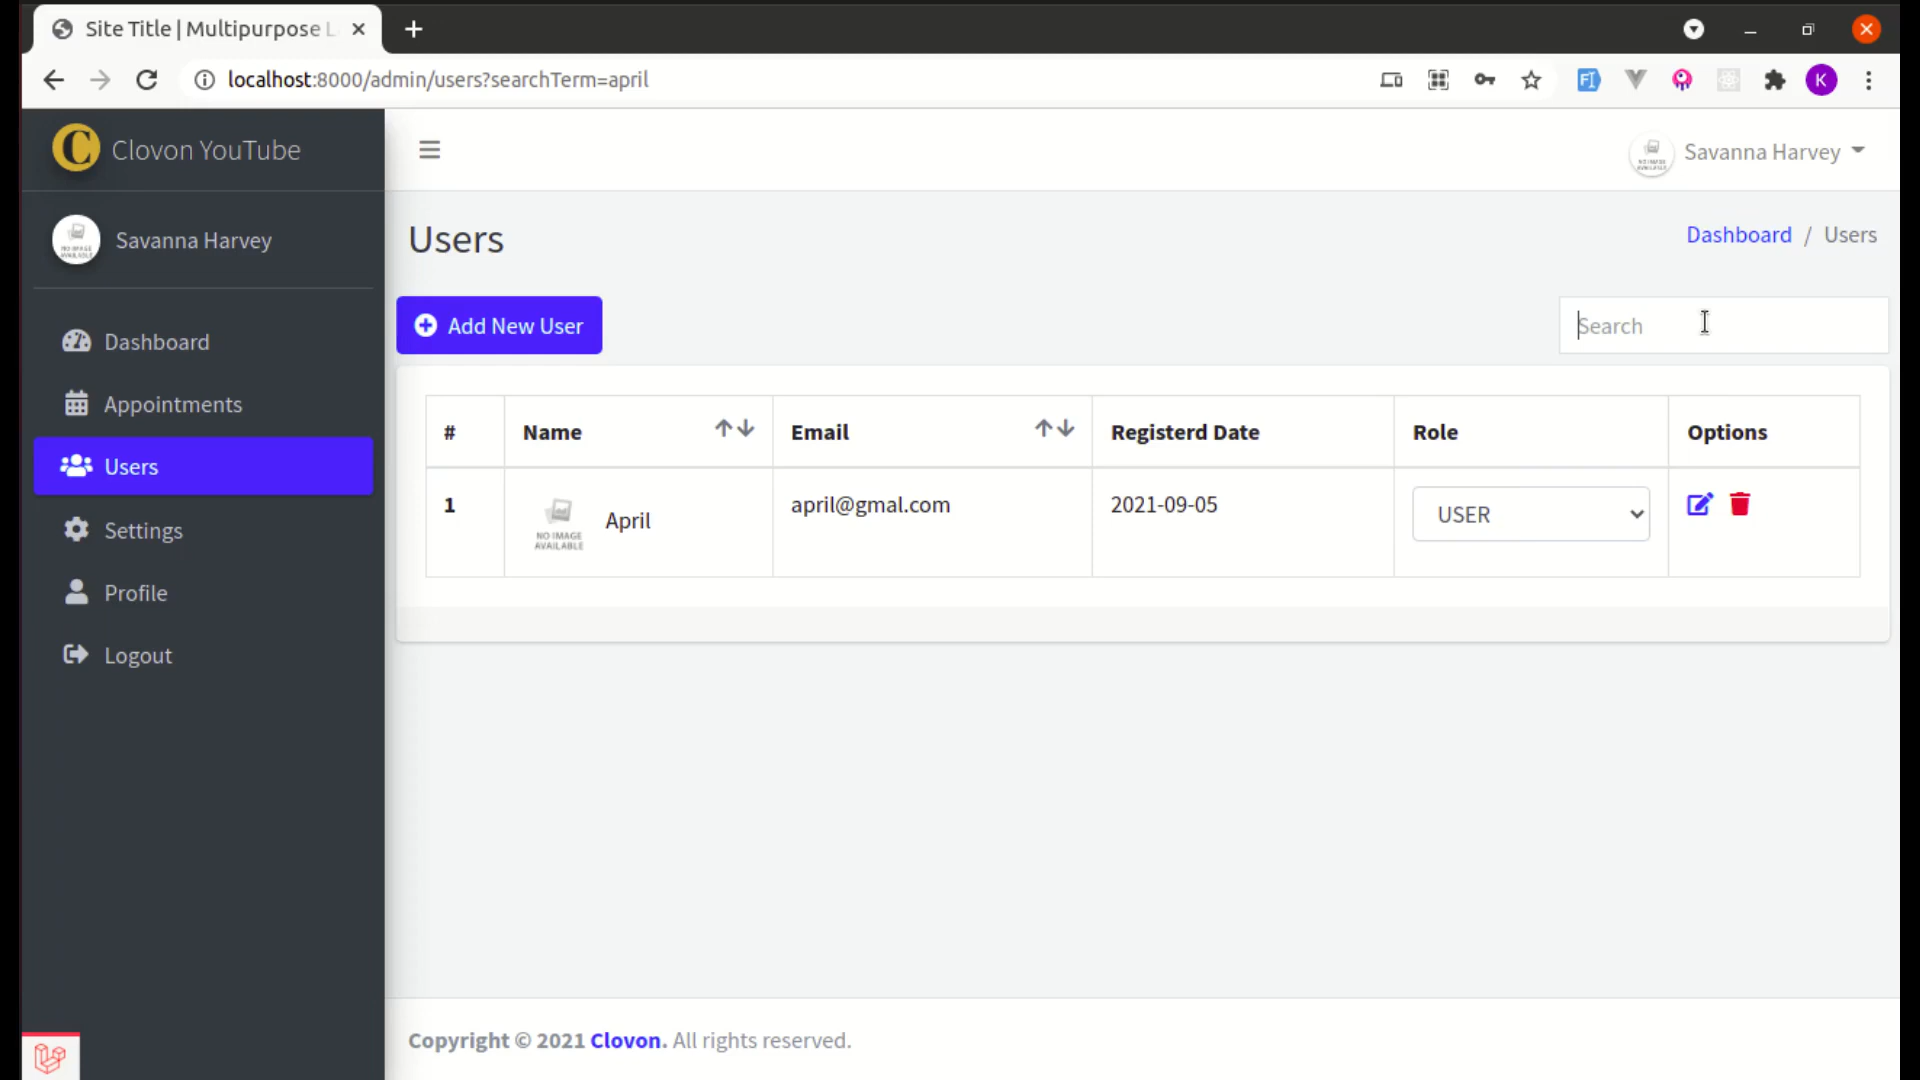 Site Title | Multipurpose L
localhost:8000/admin/users?searchTerm=april
K
C Clovon YouTube
Savanna Harvey
Savanna Harvey
Users
Dashboard / Users
Dashboard
Appointments
Users
Settings
Profile
Logout
Add New User
Search
# Name Email Registerd Date Role Options
1 NO IMAGE AVAILABLE April april@gmal.com 2021-09-05 USER
Copyright © 2021 Clovon. All rights reserved.